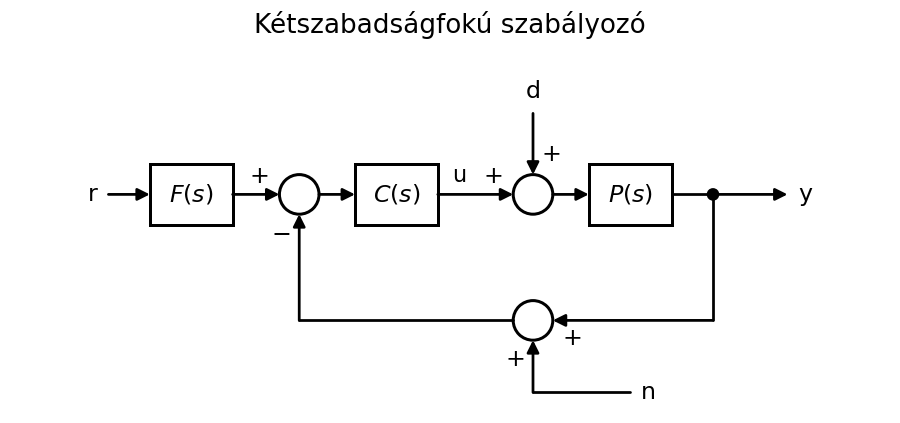 Kétszabadságfokú szabályozó
d
+
r
F(s)
+
C(s)
u
+
P(s)
y
−
+
+
n